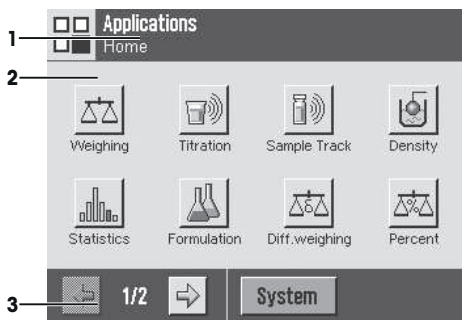 Applications
1 Home
2
Weighing Titration Sample Track Density
Statistics Formulation Diff.weighing Percent
3 1/2 System